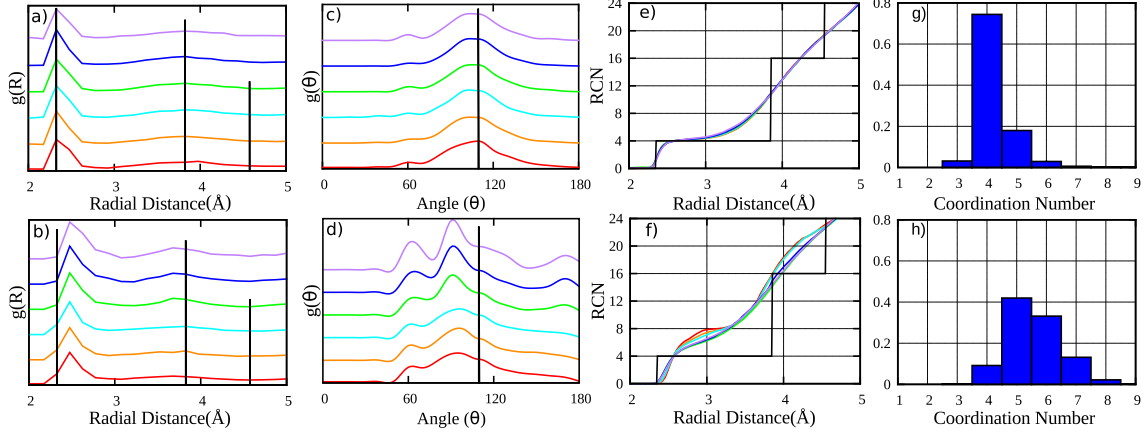 a)
g(R)
2 3 4 5
Radial Distance(Å)
c)
g(θ)
0 60 120 180
Angle (θ)
e)
RCN
24
20
16
12
8
4
0
2 3 4 5
Radial Distance(Å)
g)
0.8
0.6
0.4
0.2
0
1 2 3 4 5 6 7 8 9
Coordination Number
b)
g(R)
2 3 4 5
Radial Distance(Å)
d)
g(θ)
0 60 120 180
Angle (θ)
f)
RCN
24
20
16
12
8
4
0
2 3 4 5
Radial Distance(Å)
h)
0.8
0.6
0.4
0.2
0
1 2 3 4 5 6 7 8 9
Coordination Number